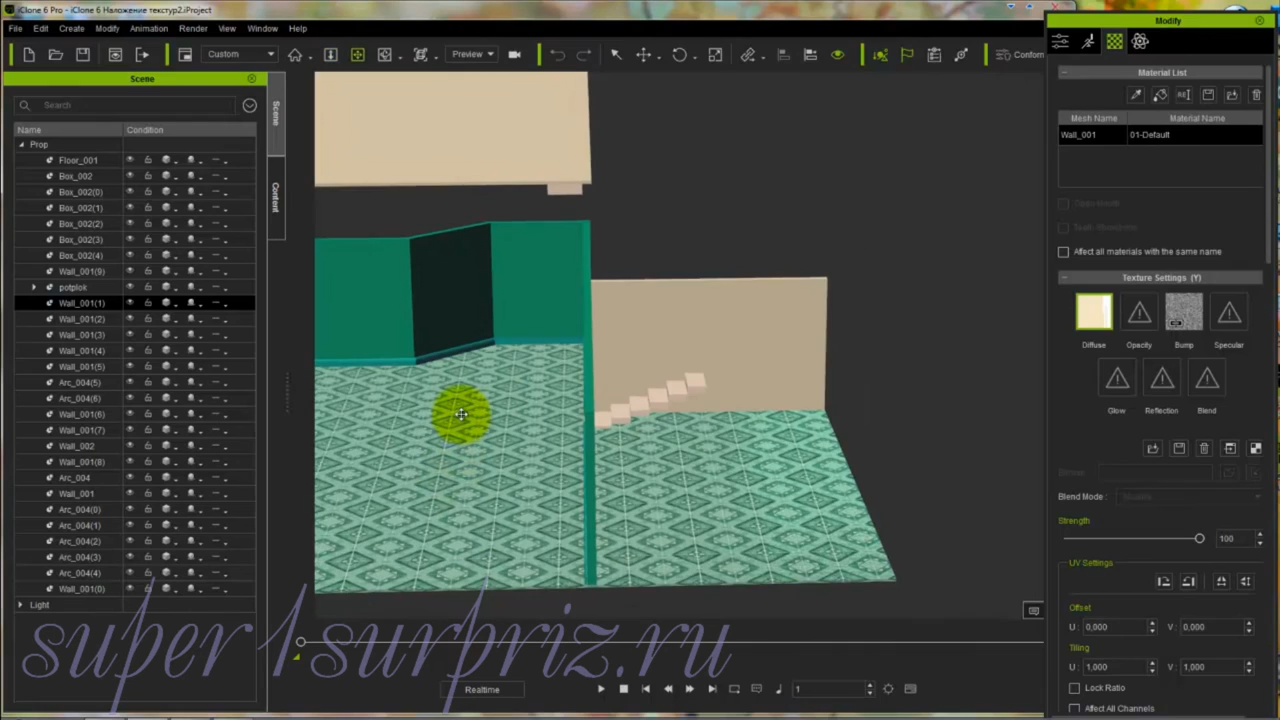 iClone 6 Pro - iClone 6 Наложение текстур2.iProject
File Edit Create Modify Animation Render View Window Help
Custom Preview Conform
Scene
Search
Name Condition
Prop
Floor_001
Box_002
Box_002(0)
Box_002(1)
Box_002(2)
Box_002(3)
Box_002(4)
Wall_001(9)
potplok
Wall_001(1)
Wall_001(2)
Wall_001(3)
Wall_001(4)
Wall_001(5)
Arc_004(5)
Arc_004(6)
Wall_001(6)
Wall_001(7)
Wall_002
Wall_001(8)
Arc_004
Wall_001
Arc_004(0)
Arc_004(1)
Arc_004(2)
Arc_004(3)
Arc_004(4)
Wall_001(0)
Light
Scene
Content
super1surpriz.ru
Realtime
1
Modify
Material List
Mesh Name Material Name
Wall_001 01-Default
Affect all materials with the same name
Texture Settings (Y)
Diffuse Opacity Bump Specular
Glow Reflection Blend
Blend Mode :
Strength
100
UV Settings
Offset
U : 0,000 V : 0,000
Tiling
U : 1,000 V : 1,000
Lock Ratio
Affect All Channels